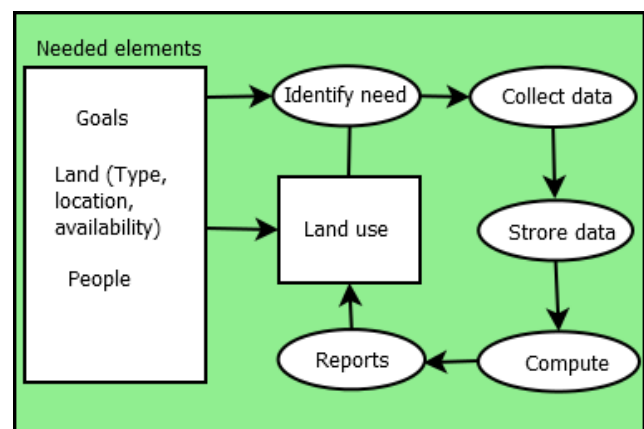 Needed elements
Goals
Land (Type,
location,
availability)
People
Identify need
Collect data
Land use
Strore data
Reports
Compute